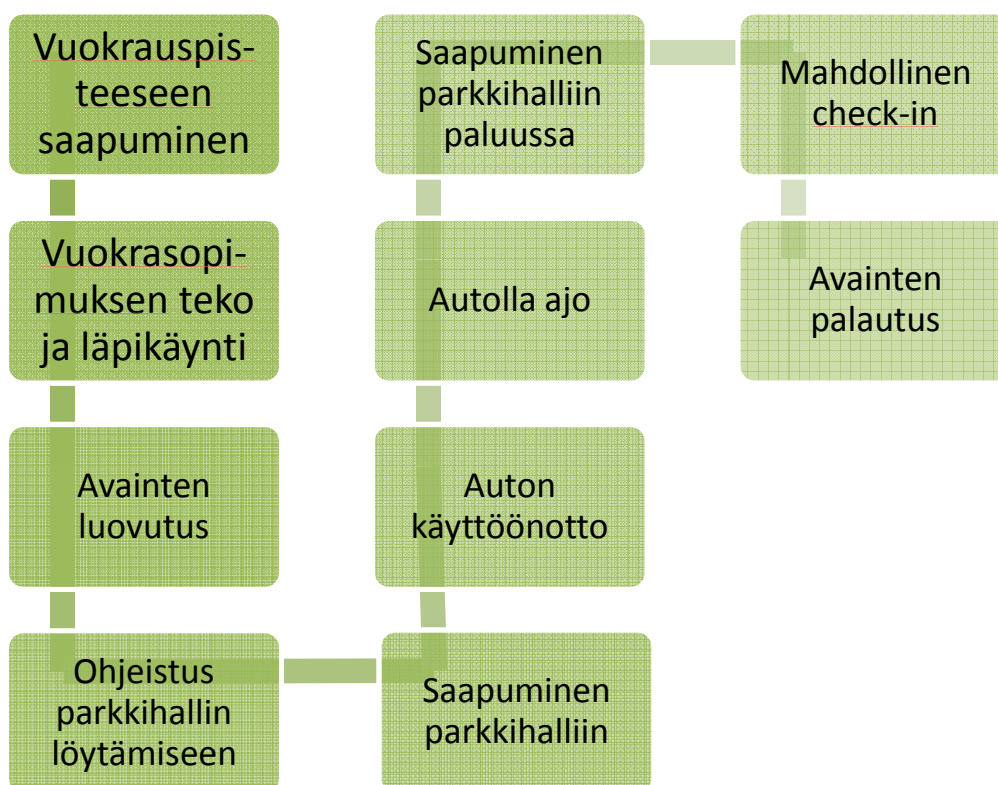 Vuokrauspis-
teeseen
saapuminen
Vuokrasopi-
muksen teko
ja läpikäynti
Avainten
luovutus
Ohjeistus
parkkihallin
löytämiseen
Saapuminen
parkkihalliin
Auton
käyttöönotto
Autolla ajo
Saapuminen
parkkihalliin
paluussa
Mahdollinen
check-in
Avainten
palautus